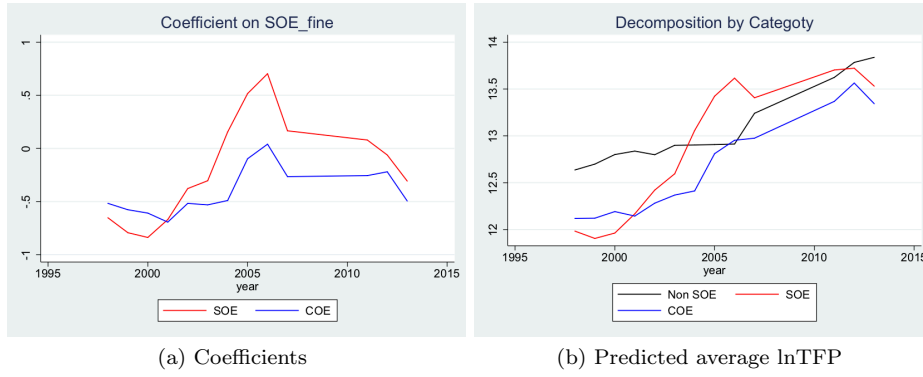 Coefficient on SOE_fine
1
.5
0
-.5
-1
1995 2000 2005 2010 2015
year
SOE COE
(a) Coefficients
Decomposition by Categoty
14
13.5
13
12.5
12
1995 2000 2005 2010 2015
year
Non SOE SOE
COE
(b) Predicted average lnTFP